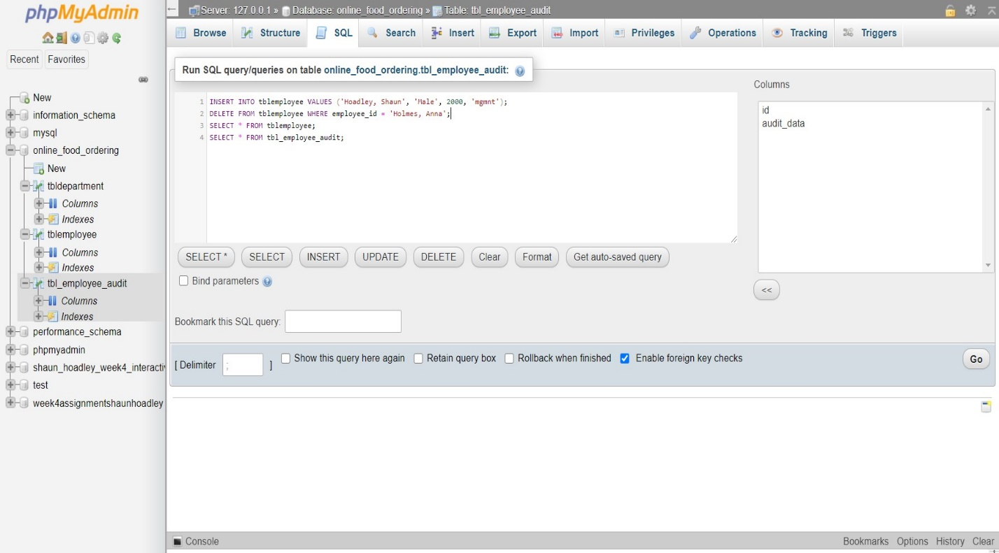 phpMyAdmin
Recent Favorites
New
information_schema
mysql
online_food_ordering
New
tbldepartment
Columns
Indexes
tblemployee
Columns
Indexes
tbl_employee_audit
Columns
Indexes
performance_schema
phpmyadmin
shaun_hoadley_week4_interacti
test
week4assignmentshaunhoadley
Server: 127.0.0.1 » Database: online_food_ordering » Table: tbl_employee_audit
Browse Structure SQL Search Insert Export Import Privileges Operations Tracking Triggers
Run SQL query/queries on table online_food_ordering.tbl_employee_audit:
1 INSERT INTO tblemployee VALUES ('Hoadley, Shaun', 'Male', 2000, 'mgmnt');
2 DELETE FROM tblemployee WHERE employee_id = 'Holmes, Anna';
3 SELECT * FROM tblemployee;
4 SELECT * FROM tbl_employee_audit;
Columns
id
audit_data
SELECT * SELECT INSERT UPDATE DELETE Clear Format Get auto-saved query
<<
Bind parameters
Bookmark this SQL query:
[ Delimiter ; ] Show this query here again Retain query box Rollback when finished Enable foreign key checks Go
Console Bookmarks Options History Clear